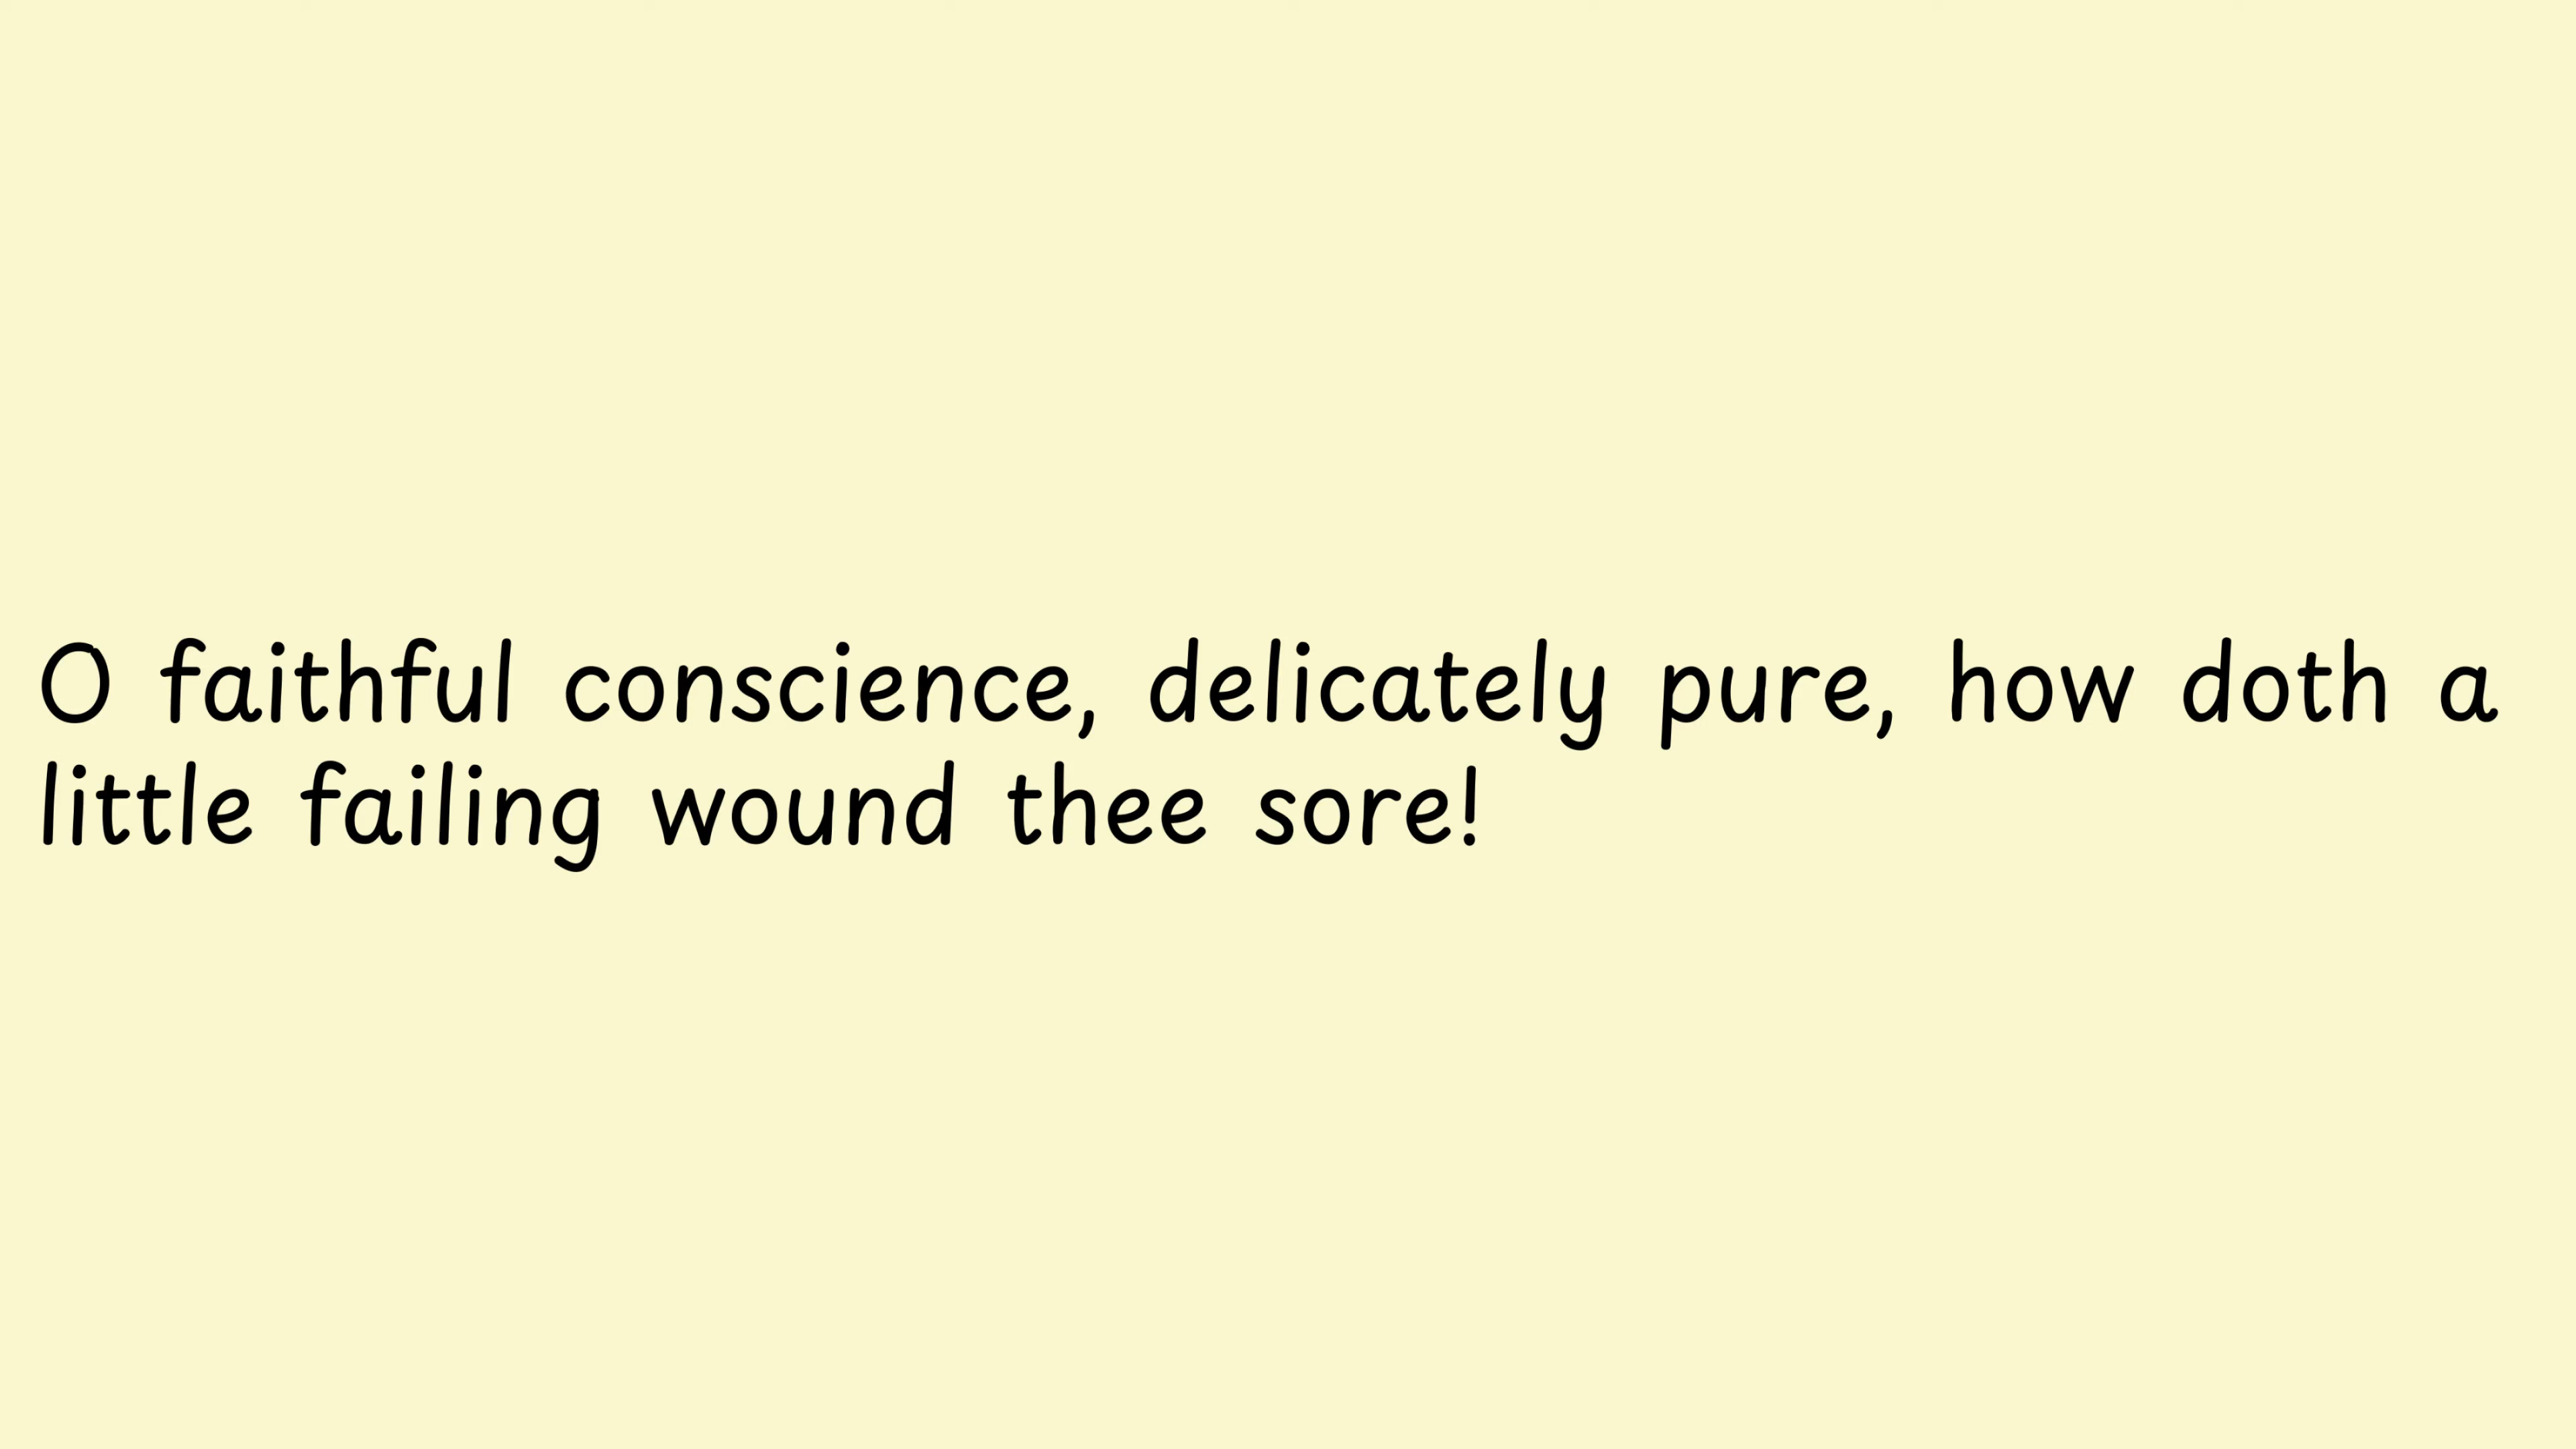 O faithful conscience, delicately pure, how doth a
little failing wound thee sore!